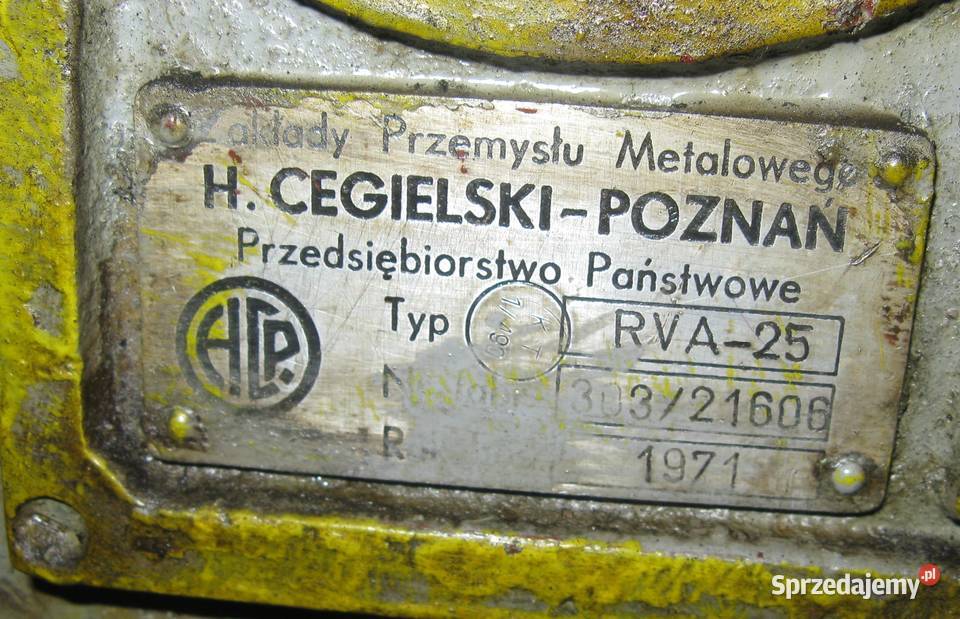 Zakłady Przemysłu Metalowego
H. CEGIELSKI-POZNAŃ
Przedsiębiorstwo Państwowe
HCP
Typ RVA-25
303/21606
R 1971
Sprzedajemy.pl